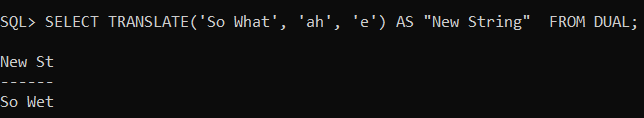 SQL> SELECT TRANSLATE('So What', 'ah', 'e') AS "New String"  FROM DUAL;
New St
------
So Wet